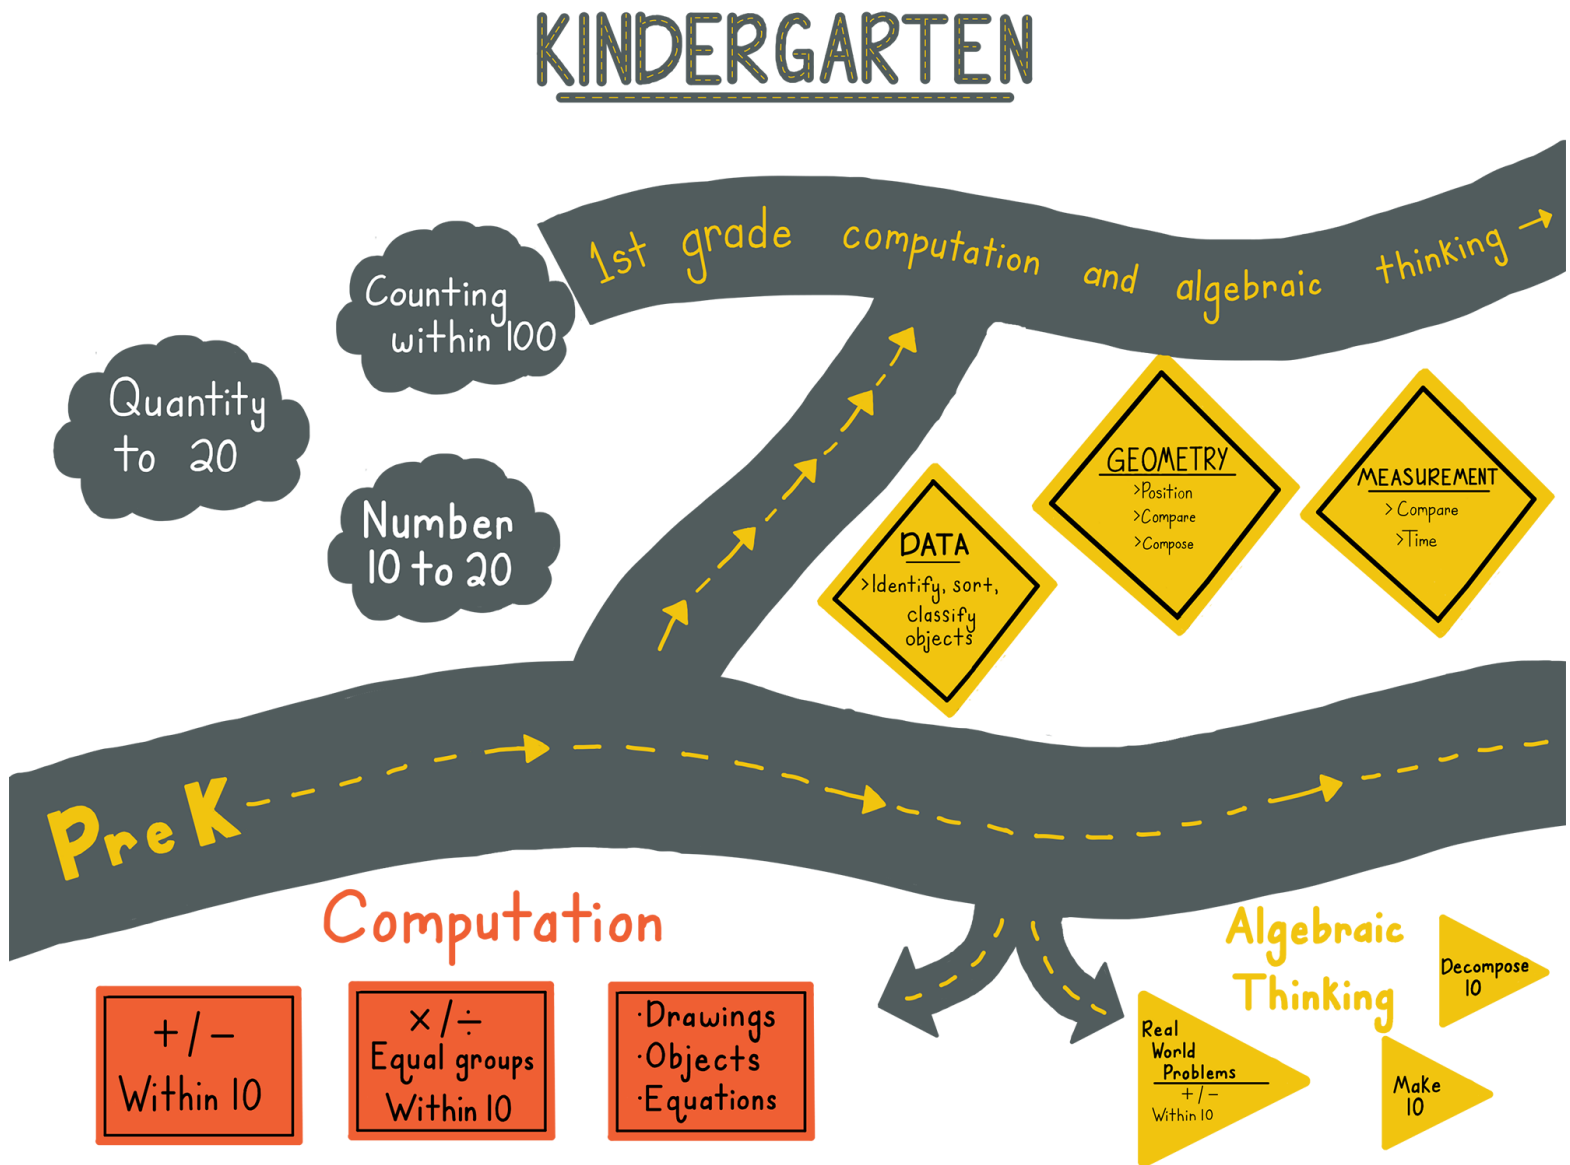 KINDERGARTEN
1st grade computation and algebraic thinking →
Counting
within 100
Quantity
to 20
Number
10 to 20
GEOMETRY
>Position
>Compare
>Compose
MEASUREMENT
> Compare
>Time
DATA
>Identify, sort,
classify
objects
PreK
Computation
+/-
Within 10
×/÷
Equal groups
Within 10
·Drawings
·Objects
·Equations
Algebraic
Thinking
Decompose
10
Real
World
Problems
+/-
Within 10
Make
10